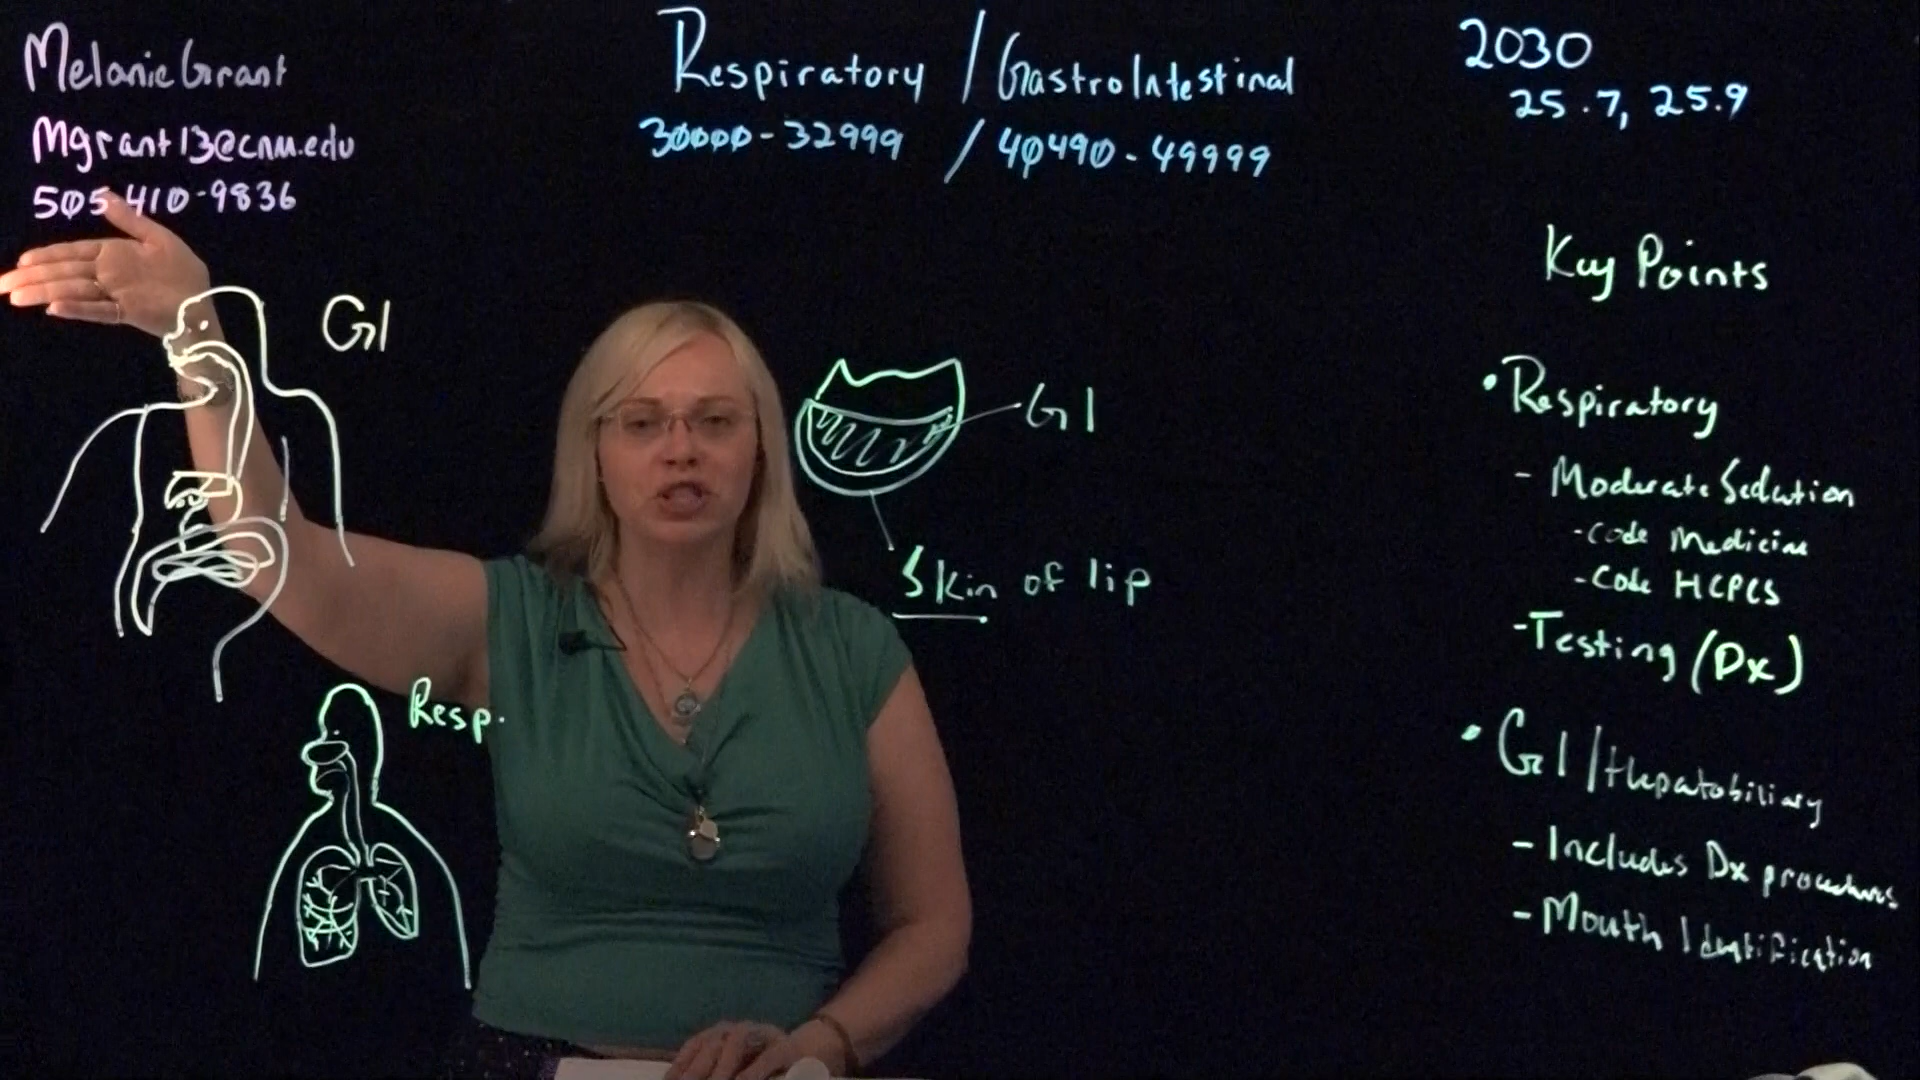 Melanie Grant
Mgrant13@cnm.edu
505-410-9836
Respiratory / GastroIntestinal
30000-32999 / 40490-49999
2030
25.7, 25.9
GI
Resp.
GI
Skin of lip
Key Points
• Respiratory
- Moderate Sedation
- Code Medicine
- Code HCPCS
- Testing (Dx)
• GI/Hepatobiliary
- Includes Dx procedures
- Mouth Identification